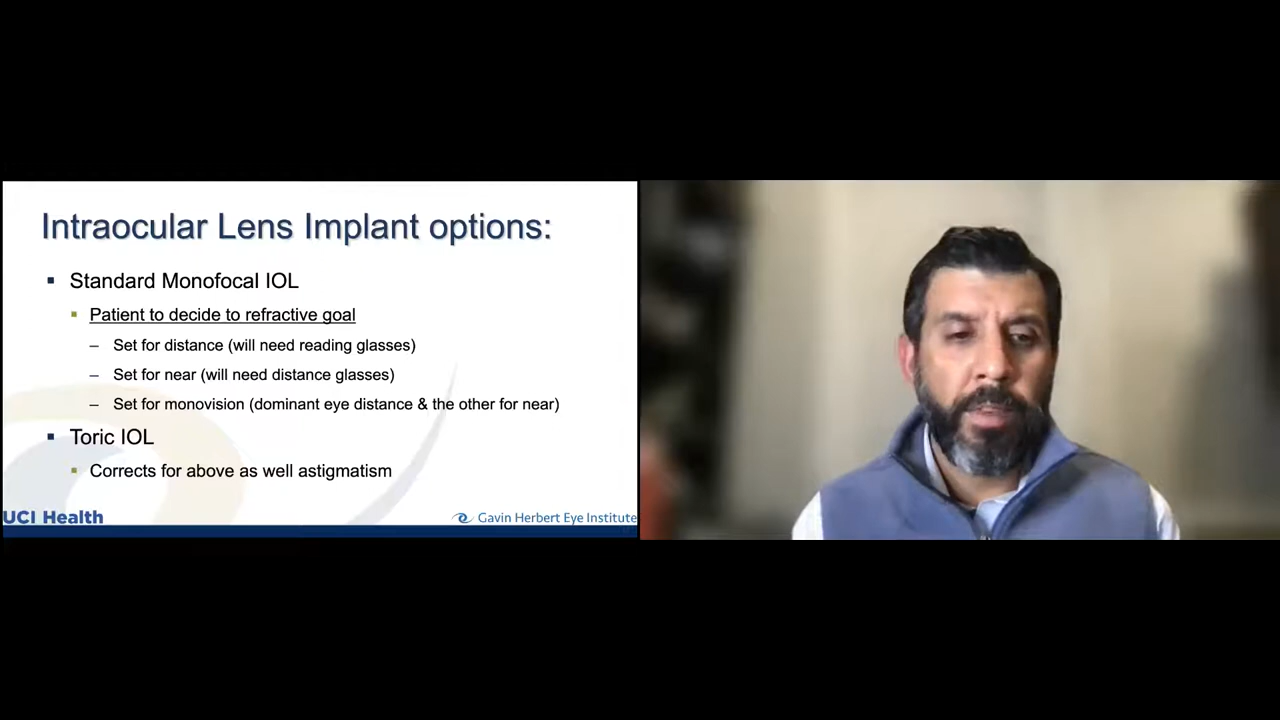 Intraocular Lens Implant options:
Standard Monofocal IOL
Patient to decide to refractive goal
– Set for distance (will need reading glasses)
– Set for near (will need distance glasses)
– Set for monovision (dominant eye distance & the other for near)
Toric IOL
Corrects for above as well astigmatism
UCI Health
Gavin Herbert Eye Institute